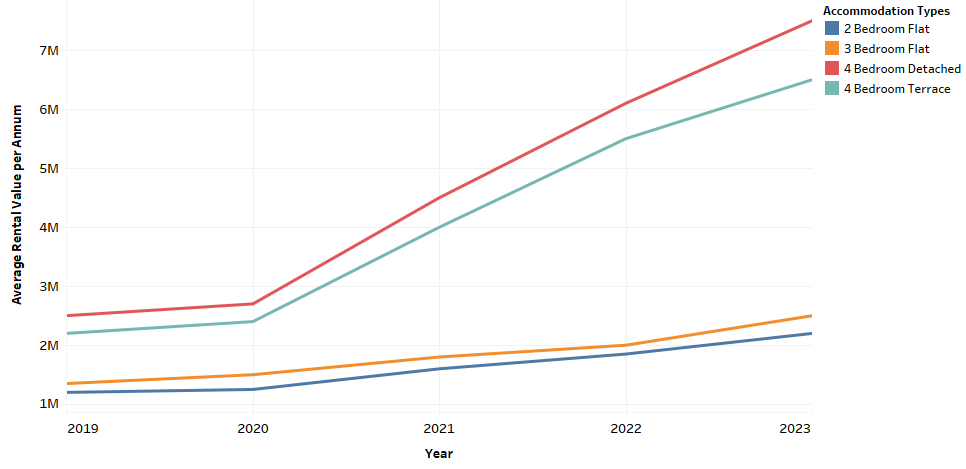 Accommodation Types
2 Bedroom Flat
3 Bedroom Flat
4 Bedroom Detached
4 Bedroom Terrace
Average Rental Value per Annum
7M
6M
5M
4M
3M
2M
1M
2019 2020 2021 2022 2023
Year